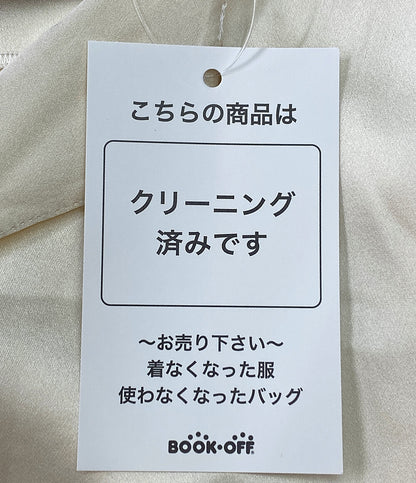 こちらの商品は
クリーニング
済みです
～お売り下さい～
着なくなった服
使わなくなったバッグ
BOOK・OFF